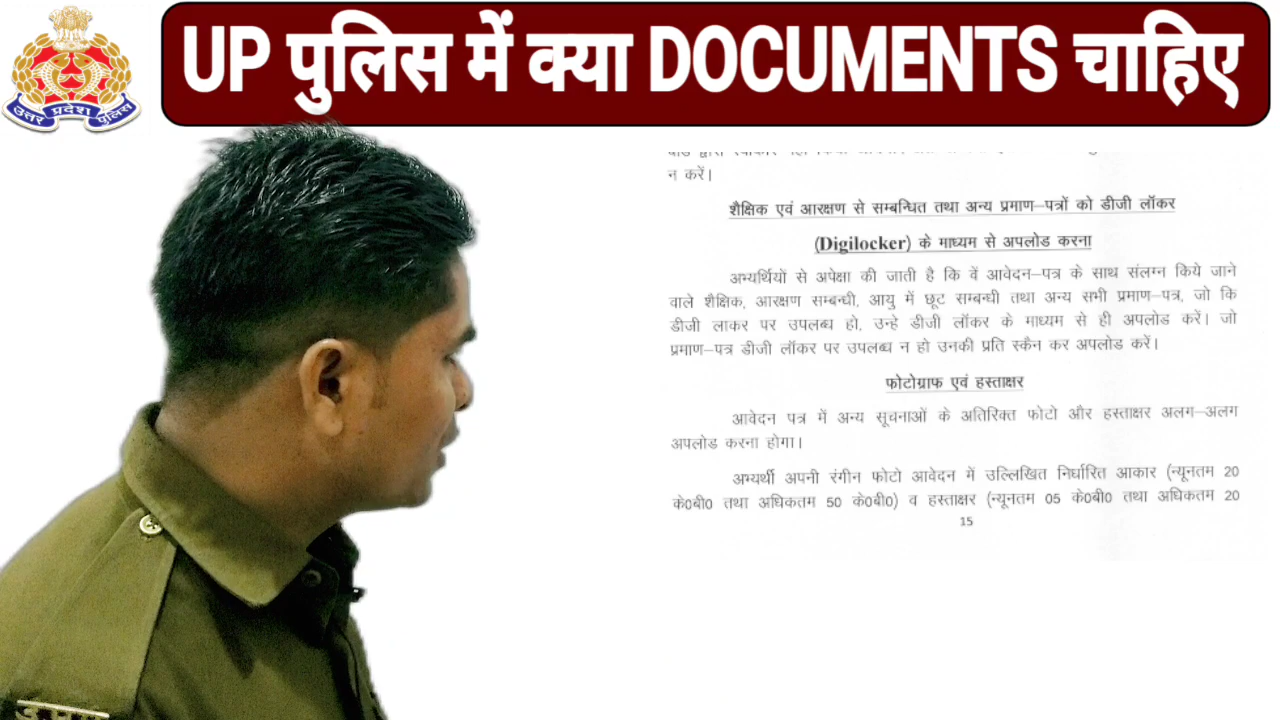 UP पुलिस में क्या DOCUMENTS चाहिए
उत्तर प्रदेश पुलिस
न करें।
शैक्षिक एवं आरक्षण से सम्बन्धित तथा अन्य प्रमाण–पत्रों को डीजी लॉकर
(Digilocker) के माध्यम से अपलोड करना
अभ्यर्थियों से अपेक्षा की जाती है कि वें आवेदन–पत्र के साथ संलग्न किये जाने
वाले शैक्षिक, आरक्षण सम्बन्धी, आयु में छूट सम्बन्धी तथा अन्य सभी प्रमाण–पत्र, जो कि
डीजी लाकर पर उपलब्ध हो, उन्हे डीजी लॉकर के माध्यम से ही अपलोड करें। जो
प्रमाण–पत्र डीजी लॉकर पर उपलब्ध न हो उनकी प्रति स्कैन कर अपलोड करें।
फोटोग्राफ एवं हस्ताक्षर
आवेदन पत्र में अन्य सूचनाओं के अतिरिक्त फोटो और हस्ताक्षर अलग–अलग
अपलोड करना होगा।
अभ्यर्थी अपनी रंगीन फोटो आवेदन में उल्लिखित निर्धारित आकार (न्यूनतम 20
के0बी0 तथा अधिकतम 50 के0बी0) व हस्ताक्षर (न्यूनतम 05 के0बी0 तथा अधिकतम 20
15